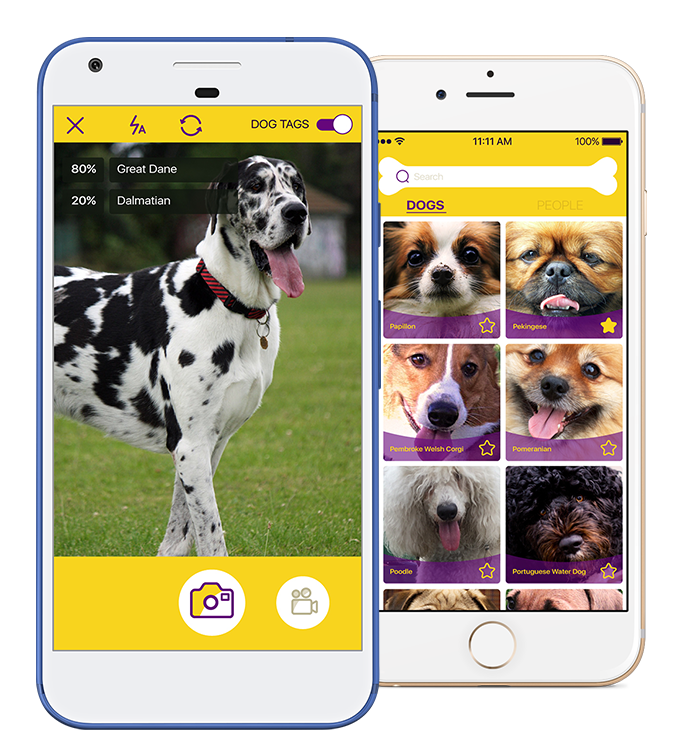 DOG TAGS
80% Great Dane
20% Dalmatian
11:11 AM 100%
Search
DOGS PEOPLE
Papillon Pekingese
Pembroke Welsh Corgi Pomeranian
Poodle Portuguese Water Dog